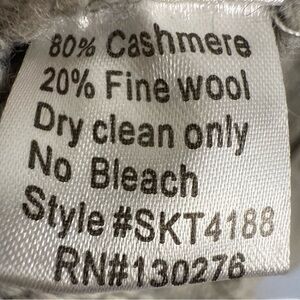 80% Cashmere
20% Fine wool
Dry clean only
No Bleach
Style #SKT4188
RN#130276